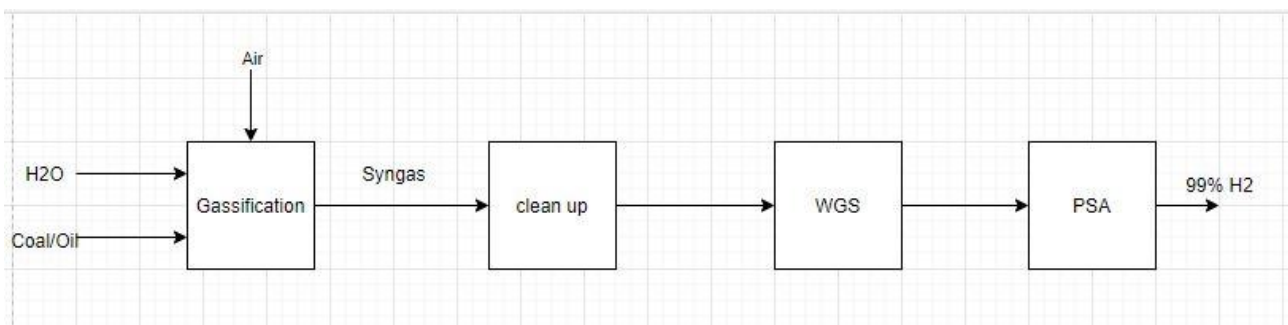 Air
H2O
Coal/Oil
Gassification
Syngas
clean up
WGS
PSA
99% H2